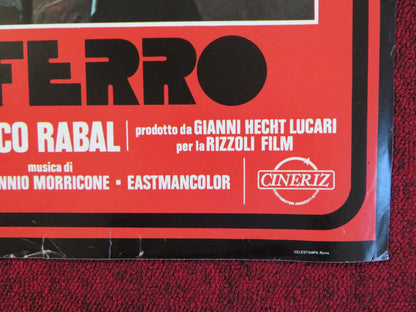 FERRO
CO RABAL
prodotto da GIANNI HECHT LUCARI
per la RIZZOLI FILM
musica di
NNIO MORRICONE • EASTMANCOLOR
CINERIZ
SELESTAMPA Roma